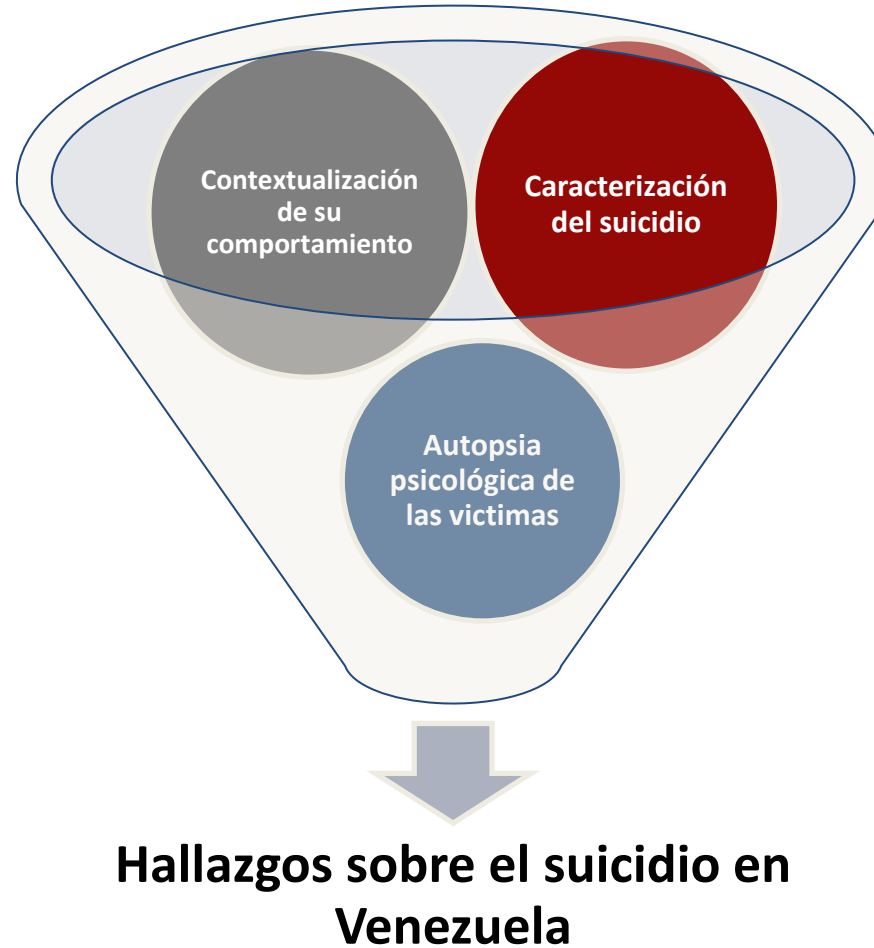 Contextualización
de su
comportamiento
Caracterización
del suicidio
Autopsia
psicológica de
las victimas
Hallazgos sobre el suicidio en
Venezuela